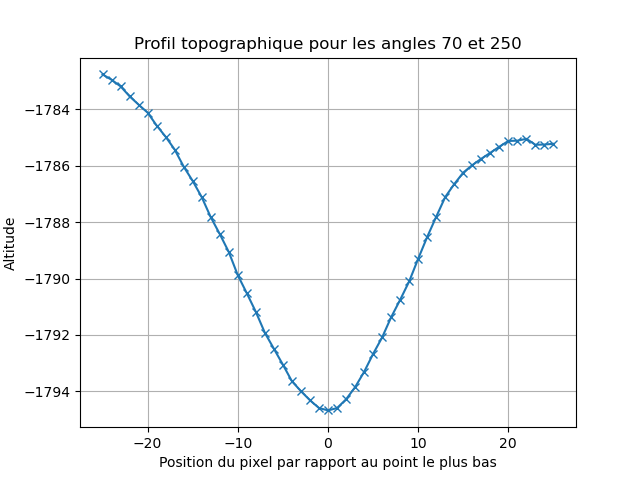 Profil topographique pour les angles 70 et 250
Altitude
−1784
−1786
−1788
−1790
−1792
−1794
−20 −10 0 10 20
Position du pixel par rapport au point le plus bas